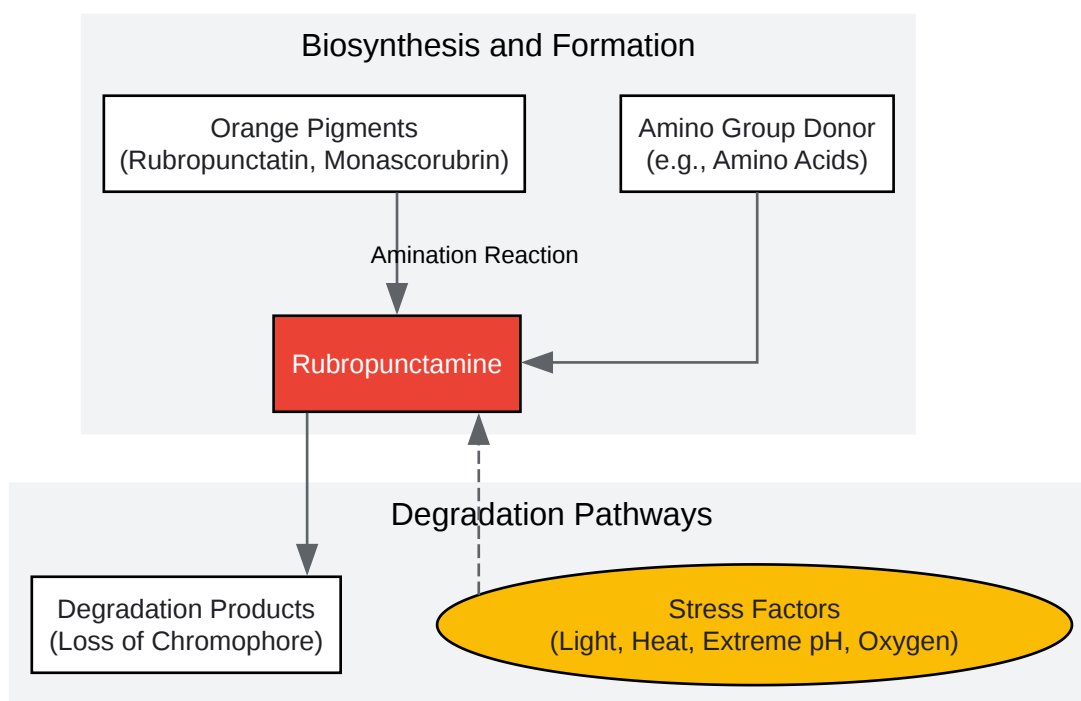 Biosynthesis and Formation
Orange Pigments
(Rubropunctatin, Monascorubrin)
Amino Group Donor
(e.g., Amino Acids)
Amination Reaction
Rubropunctamine
Degradation Pathways
Degradation Products
(Loss of Chromophore)
Stress Factors
(Light, Heat, Extreme pH, Oxygen)